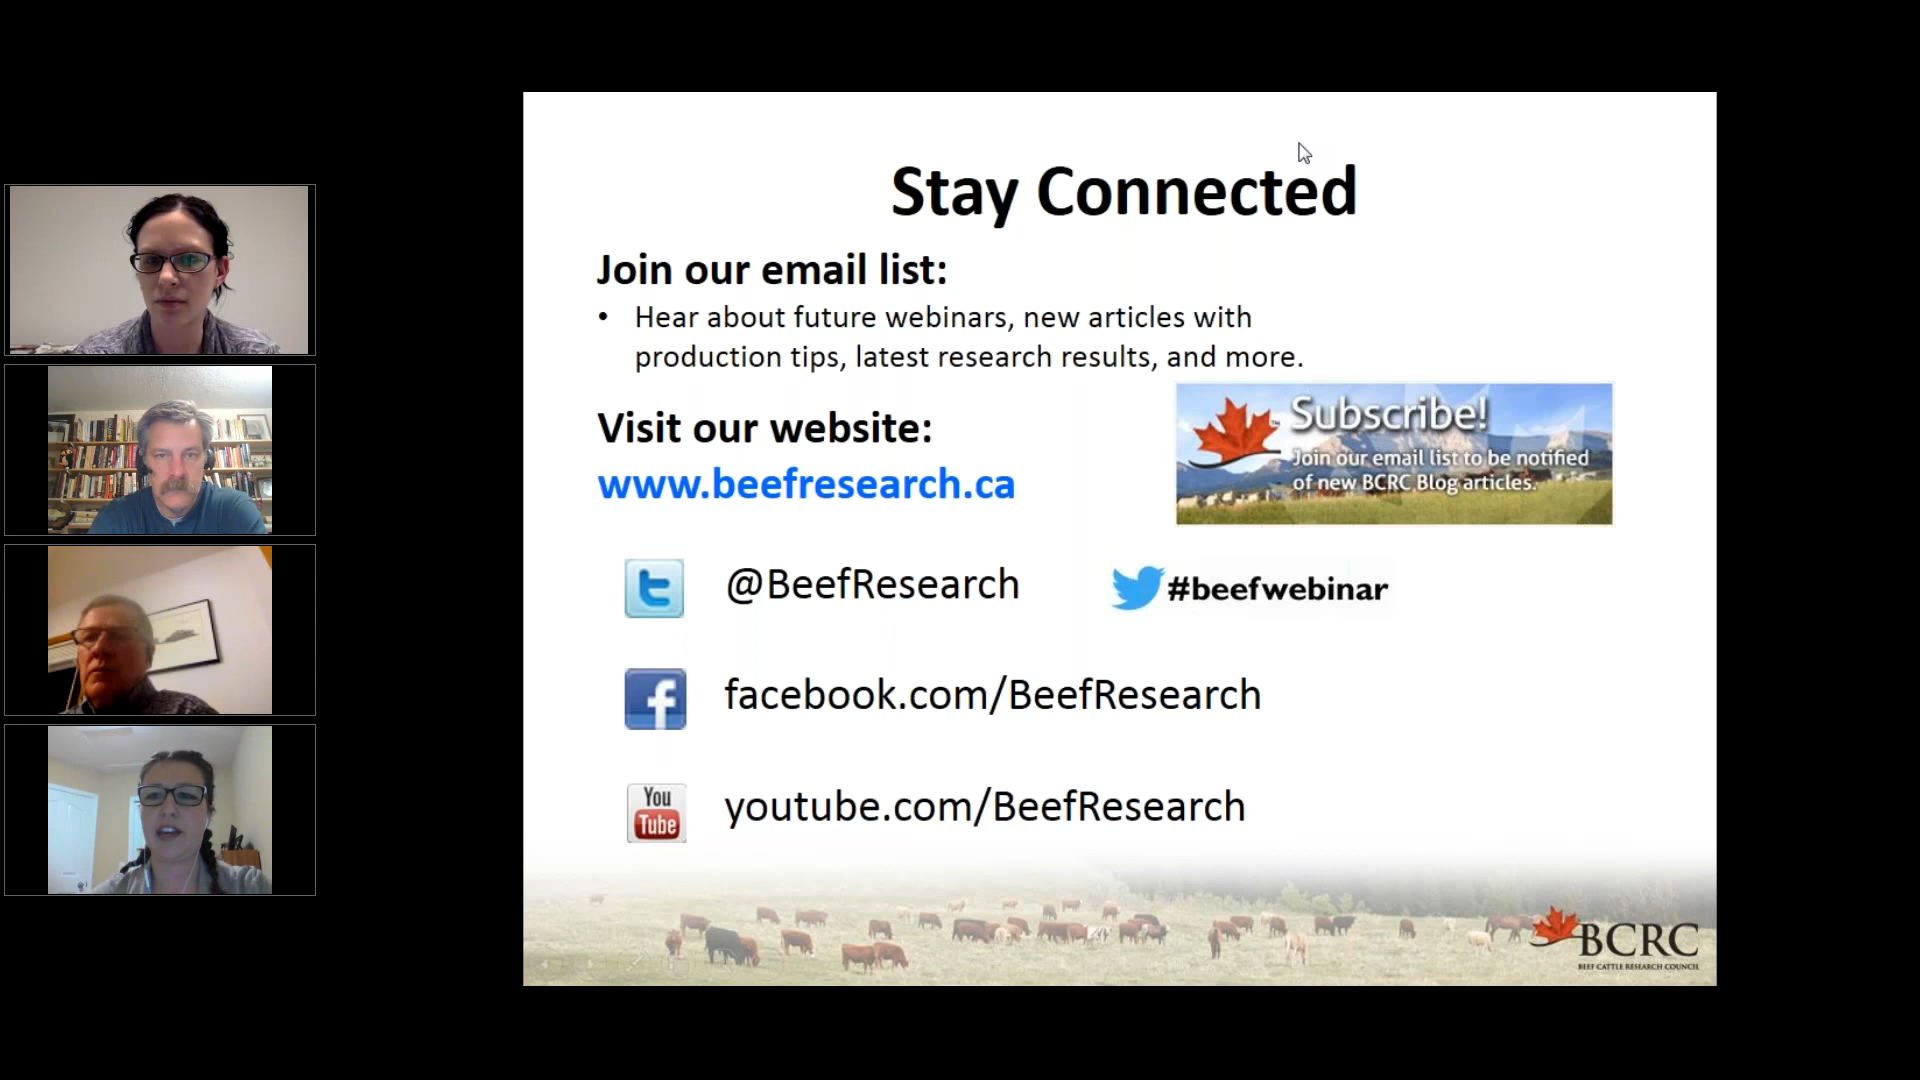 Stay Connected
Join our email list:
• Hear about future webinars, new articles with
production tips, latest research results, and more.
Visit our website:
www.beefresearch.ca
Subscribe!
Join our email list to be notified
of new BCRC Blog articles.
@BeefResearch
#beefwebinar
facebook.com/BeefResearch
You
Tube
youtube.com/BeefResearch
BCRC
BEEF CATTLE RESEARCH COUNCIL